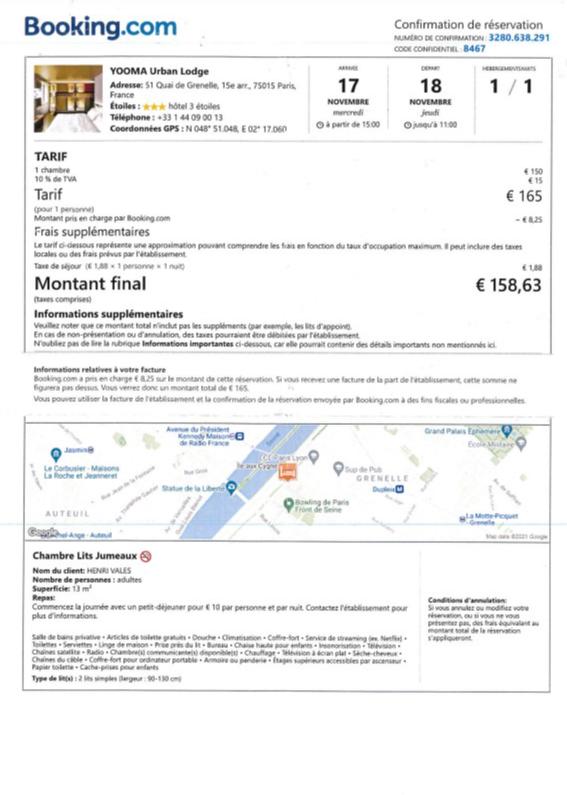 Booking.com
Confirmation de réservation
NUMÉRO DE CONFIRMATION : 3280.638.291
CODE CONFIDENTIEL : 8467
YOOMA Urban Lodge
Adresse: 51 Quai de Grenelle, 15e arr., 75015 Paris,
France
Étoiles : ★★★ hôtel 3 étoiles
Téléphone : +33 1 44 09 00 13
Coordonnées GPS : N 048° 51.048, E 02° 17.060
ARRIVÉE
17
NOVEMBRE
mercredi
à partir de 15:00
DÉPART
18
NOVEMBRE
jeudi
jusqu'à 11:00
1 / 1
TARIF
1 chambre € 150
10 % de TVA € 15
Tarif € 165
(pour 1 personne)
Montant pris en charge par Booking.com − € 8,25
Frais supplémentaires
Le tarif ci-dessous représente une approximation pouvant comprendre les frais en fonction du taux d'occupation maximum. Il peut inclure des taxes
locales ou des frais prévus par l'établissement.
Taxe de séjour (€ 1,88 × 1 personne × 1 nuit) € 1,88
Montant final € 158,63
(taxes comprises)
Informations supplémentaires
Veuillez noter que ce montant total n'inclut pas les suppléments (par exemple, les lits d'appoint).
En cas de non-présentation ou d'annulation, des taxes pourraient être débitées par l'établissement.
N'oubliez pas de lire la rubrique Informations importantes ci-dessous, car elle pourrait contenir des détails importants non mentionnés ici.
Informations relatives à votre facture
Booking.com a pris en charge € 8,25 sur le montant de cette réservation. Si vous recevez une facture de la part de l'établissement, cette somme ne
figurera pas dessus. Vous verrez donc un montant total de € 165.
Vous pouvez utiliser la facture de l'établissement et la confirmation de la réservation envoyée par Booking.com à des fins fiscales ou professionnelles.
Avenue du Président
Kennedy Maison
de Radio France
Jasmin
Le Corbusier - Maisons
La Roche et Jeanneret
Rue Jean de la Fontaine
Île aux Cygnes
Statue de la Liberté
Sup de Pub
GRENELLE
Dupleix
Bowling de Paris
Front de Seine
Grand Palais Éphémère
École Militaire
La Motte-Picquet
- Grenelle
AUTEUIL
Google
Michel-Ange - Auteuil
Map data ©2021 Google
Chambre Lits Jumeaux
Nom du client: HENRI VALES
Nombre de personnes : adultes
Superficie: 13 m²
Repas:
Commencez la journée avec un petit-déjeuner pour € 10 par personne et par nuit. Contactez l'établissement pour
plus d'informations.
Salle de bains privative • Articles de toilette gratuits • Douche • Climatisation • Coffre-fort • Service de streaming (ex. Netflix) •
Toilettes • Serviettes • Linge de maison • Prise près du lit • Bureau • Chaise haute pour enfants • Insonorisation • Télévision •
Chaînes satellite • Radio • Chambre(s) communicante(s) disponible(s) • Chauffage • Télévision à écran plat • Sèche-cheveux •
Chaînes du câble • Coffre-fort pour ordinateur portable • Armoire ou penderie • Étages supérieurs accessibles par ascenseur •
Papier toilette • Cache-prises pour enfants
Type de lit(s) : 2 lits simples (largeur : 90-130 cm)
Conditions d'annulation:
Si vous annulez ou modifiez votre
réservation, ou si vous ne vous
présentez pas, des frais équivalant au
montant total de la réservation
s'appliqueront.